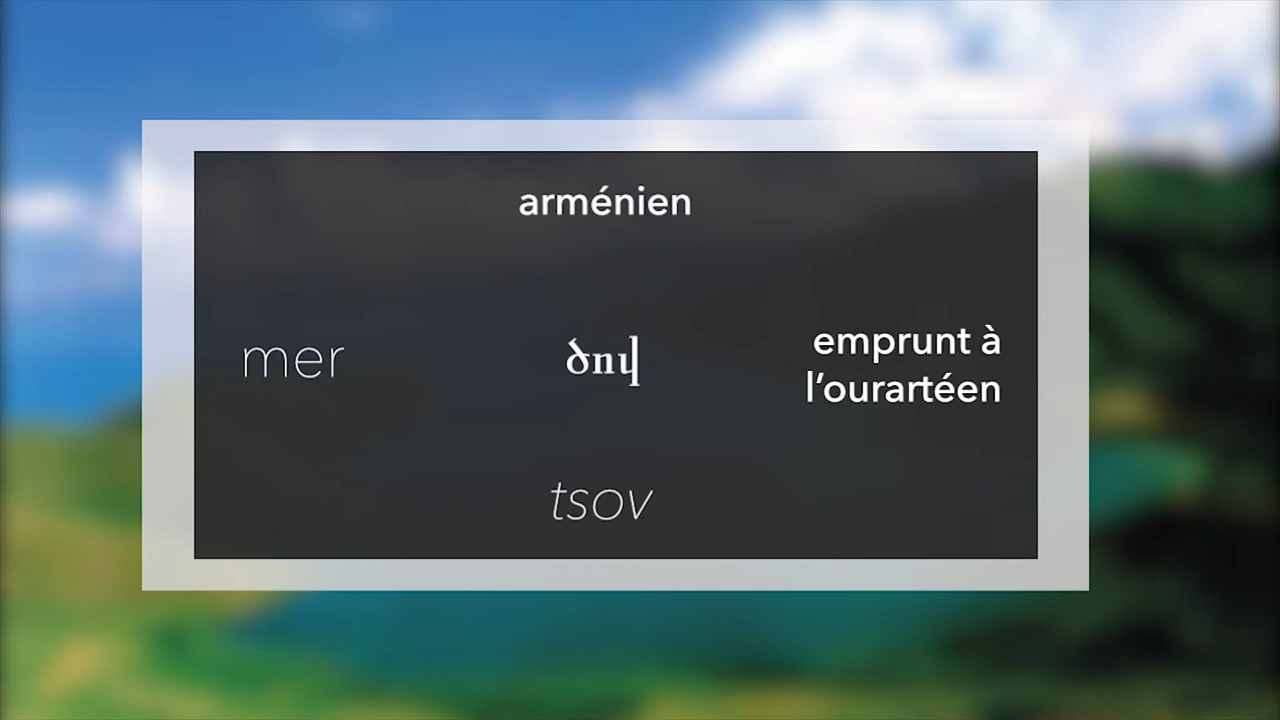 arménien
mer
ծով
emprunt à
l’ourartéen
tsov